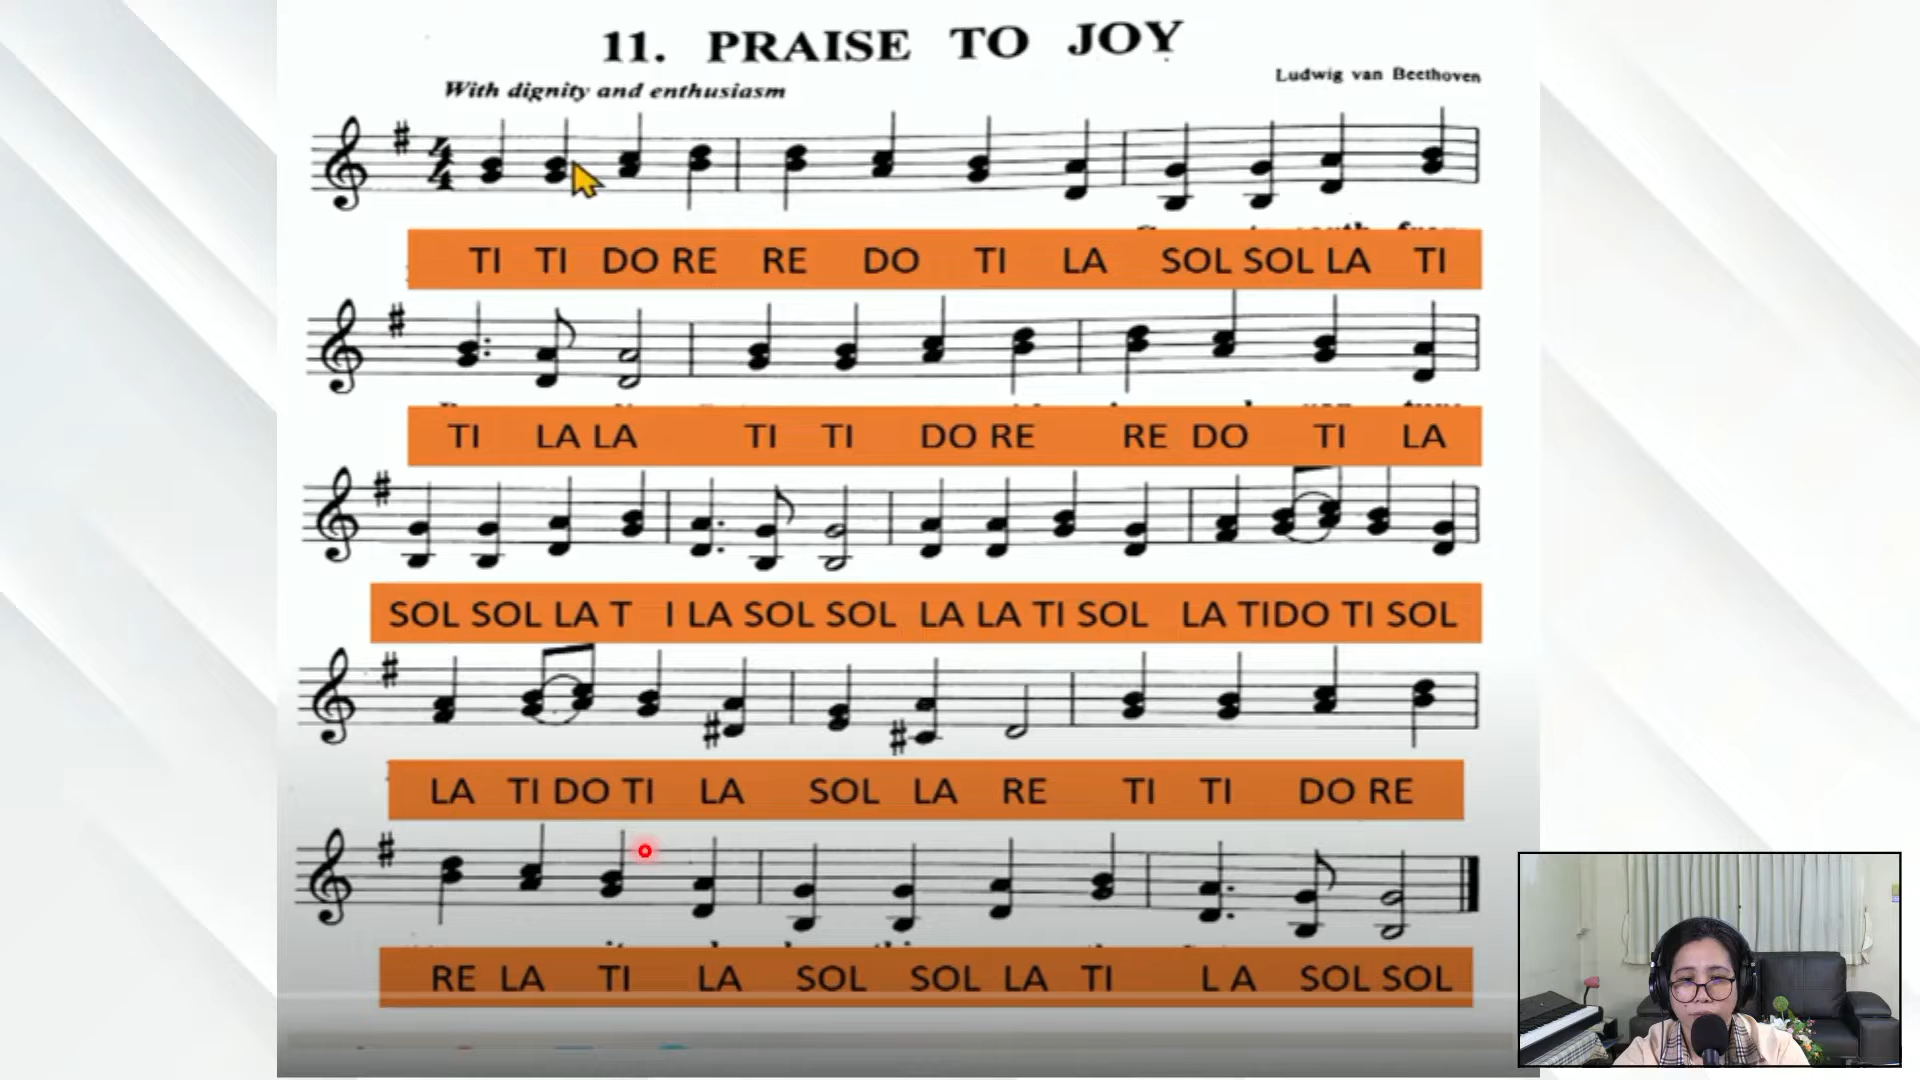 11. PRAISE TO JOY
With dignity and enthusiasm
Ludwig van Beethoven
TI TI DO RE RE DO TI LA SOL SOL LA TI
TI LA LA TI TI DO RE RE DO TI LA
SOL SOL LA T I LA SOL SOL LA LA TI SOL LA TIDO TI SOL
LA TI DO TI LA SOL LA RE TI TI DO RE
RE LA TI LA SOL SOL LA TI L A SOL SOL